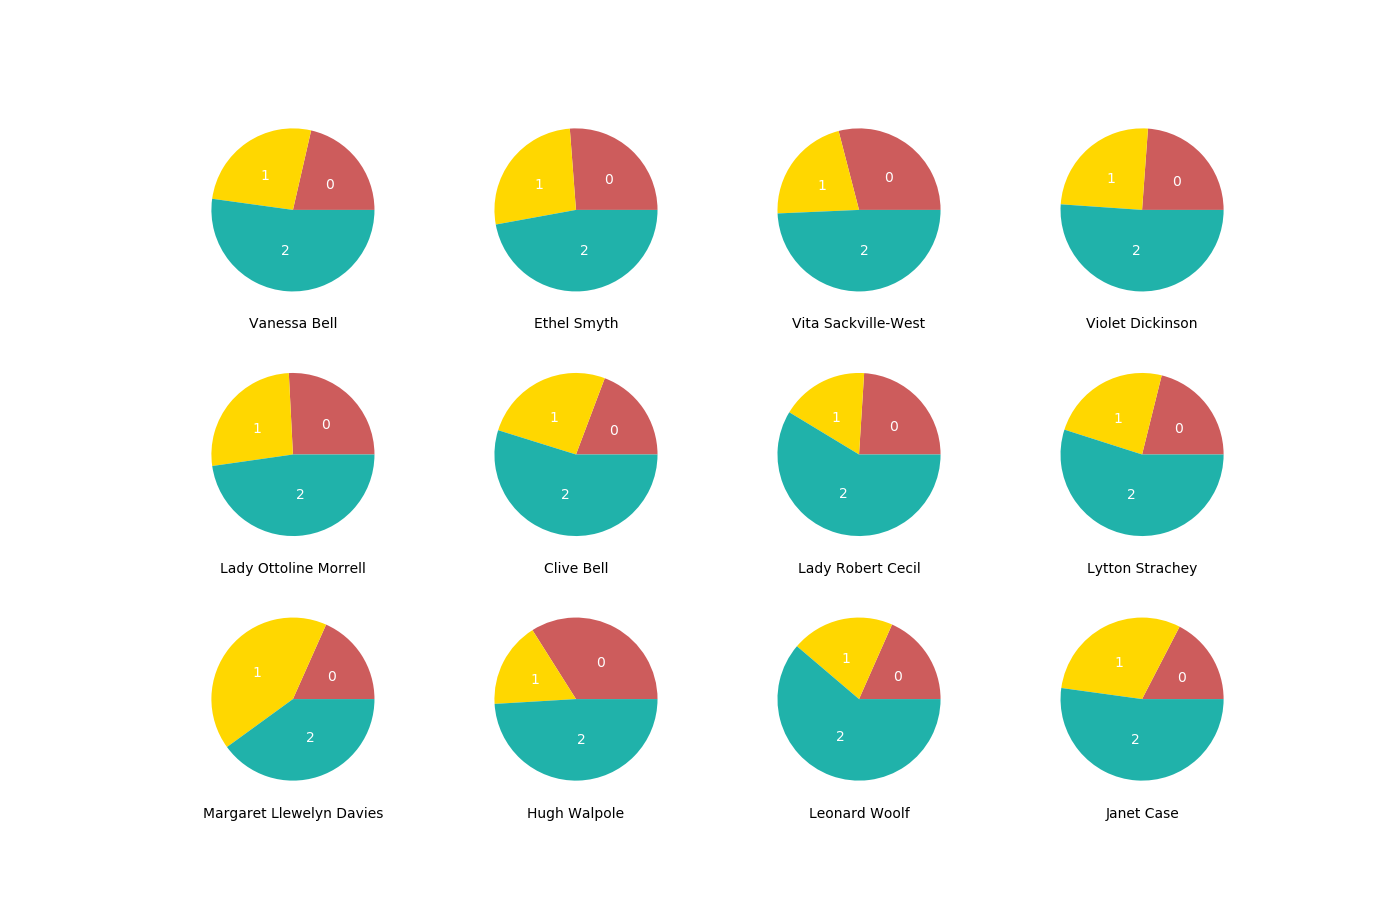 1 0 1 0 1 0 1 0
2 2 2 2
Vanessa Bell Ethel Smyth Vita Sackville-West Violet Dickinson
1 0 1 0 1 0 1 0
2 2 2 2
Lady Ottoline Morrell Clive Bell Lady Robert Cecil Lytton Strachey
1 0 1 0 1 0 1 0
2 2 2 2
Margaret Llewelyn Davies Hugh Walpole Leonard Woolf Janet Case